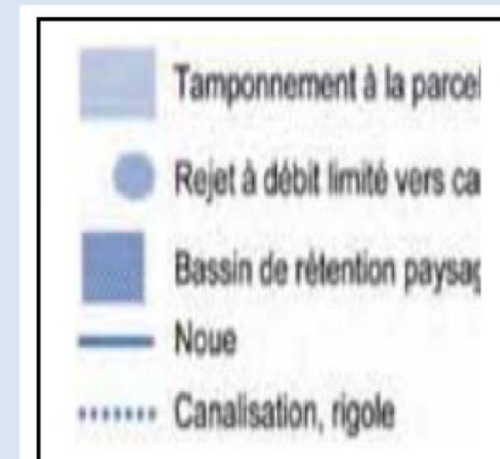 Tamponnement à la parcel
Rejet à débit limité vers ca
Bassin de rétention paysag
Noue
Canalisation, rigole